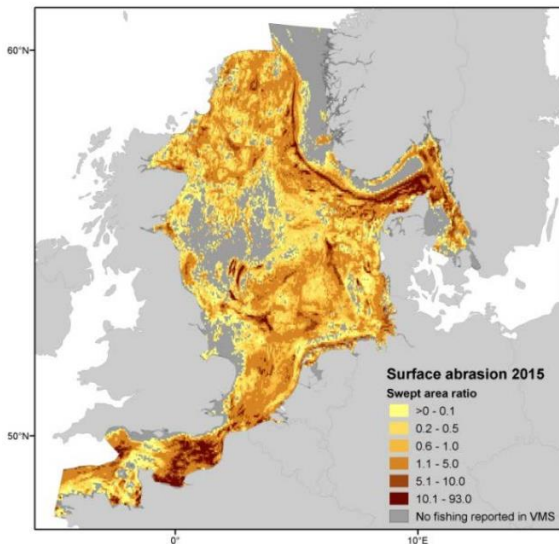 60°N
50°N
0°
10°E
Surface abrasion 2015
Swept area ratio
>0 - 0.1
0.2 - 0.5
0.6 - 1.0
1.1 - 5.0
5.1 - 10.0
10.1 - 93.0
No fishing reported in VMS